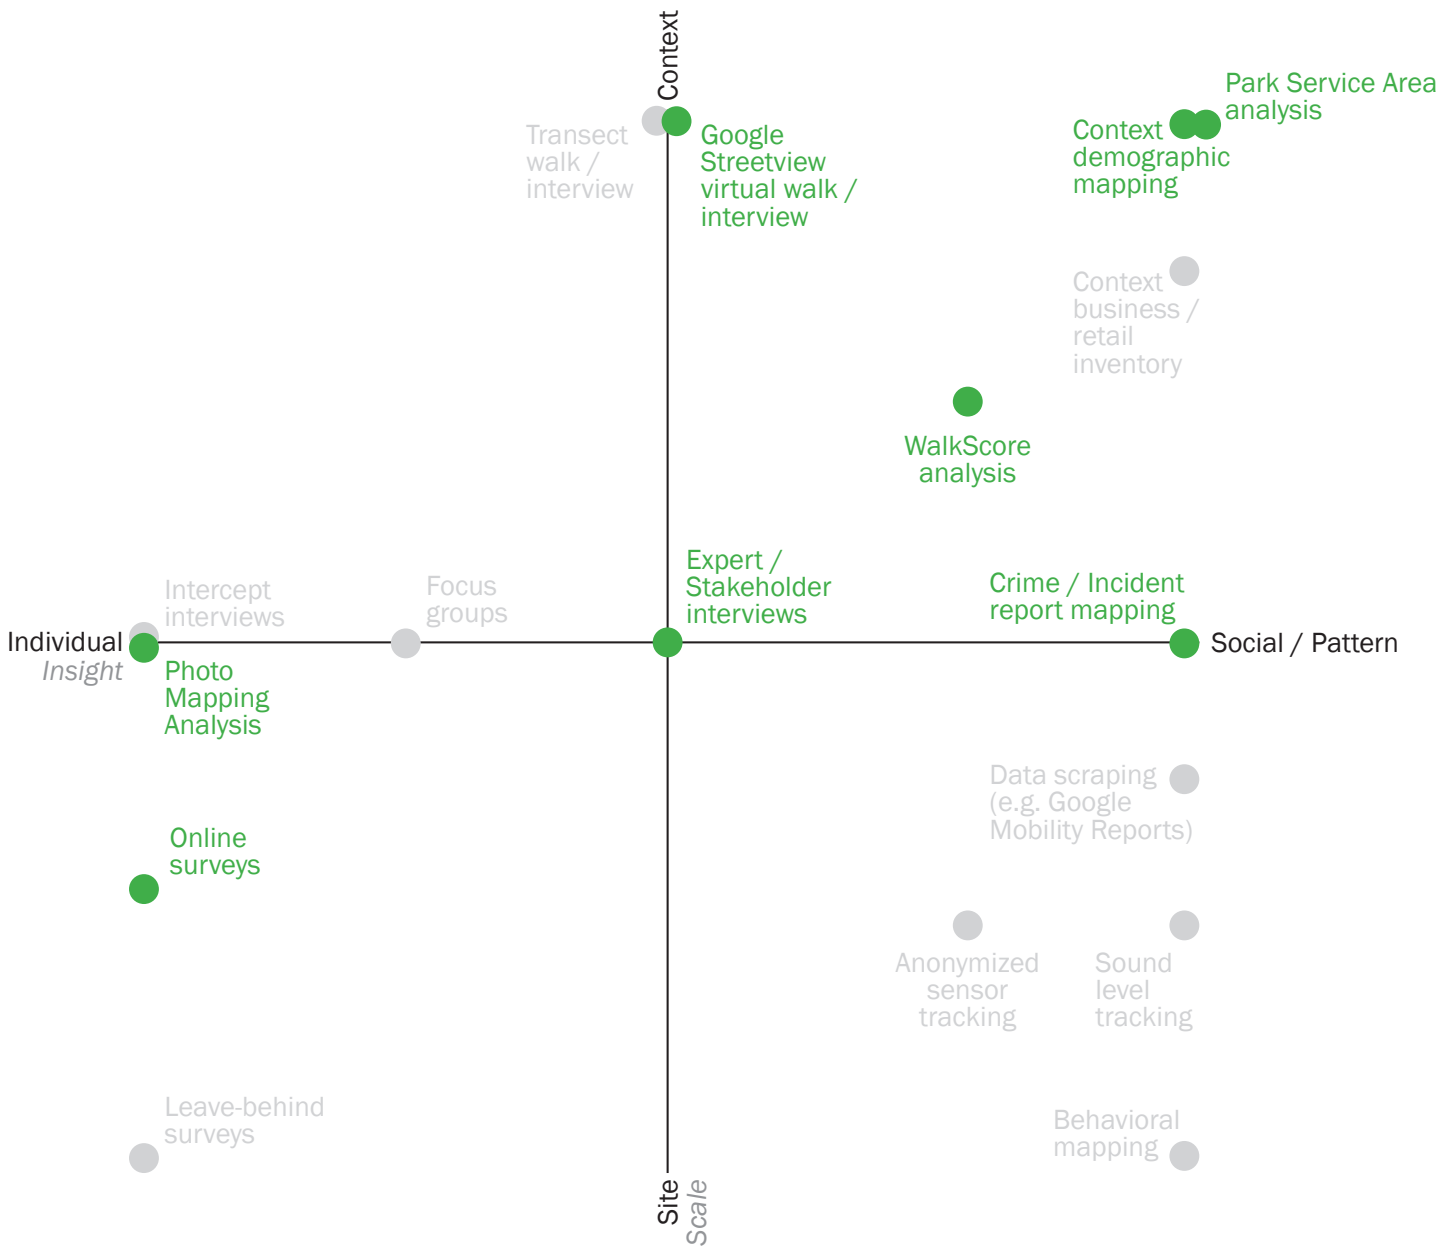 Context
Park Service Area
analysis
Transect
walk /
interview
Google
Streetview
virtual walk /
interview
Context
demographic
mapping
Context
business /
retail
inventory
WalkScore
analysis
Intercept
interviews
Focus
groups
Expert /
Stakeholder
interviews
Crime / Incident
report mapping
Individual
Insight
Social / Pattern
Photo
Mapping
Analysis
Data scraping
(e.g. Google
Mobility Reports)
Online
surveys
Anonymized
sensor
tracking
Sound
level
tracking
Leave-behind
surveys
Behavioral
mapping
Site
Scale